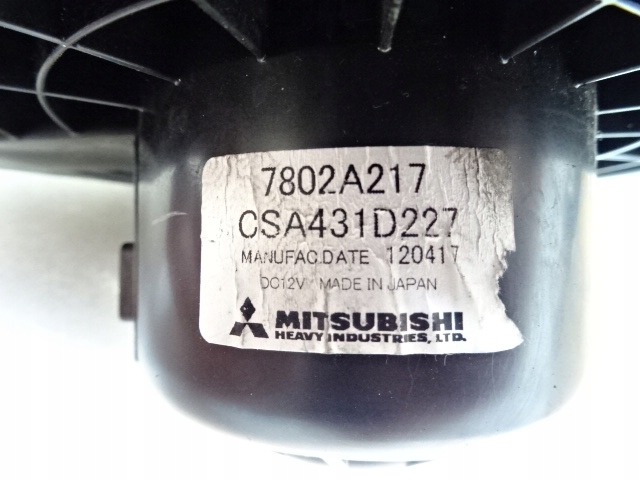 7802A217
CSA431D227
MANUFAC.DATE 120417
DC12V MADE IN JAPAN
MITSUBISHI
HEAVY INDUSTRIES, LTD.